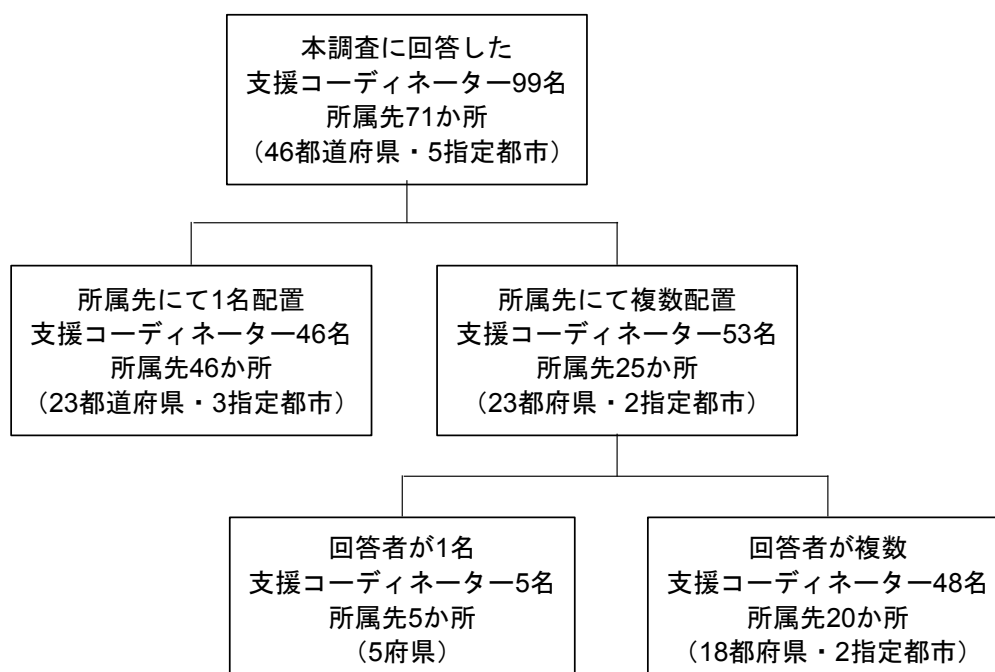 本調査に回答した
支援コーディネーター99名
所属先71か所
（46都道府県・5指定都市）
所属先にて1名配置
支援コーディネーター46名
所属先46か所
（23都道府県・3指定都市）
所属先にて複数配置
支援コーディネーター53名
所属先25か所
（23都府県・2指定都市）
回答者が1名
支援コーディネーター5名
所属先5か所
（5府県）
回答者が複数
支援コーディネーター48名
所属先20か所
（18都府県・2指定都市）